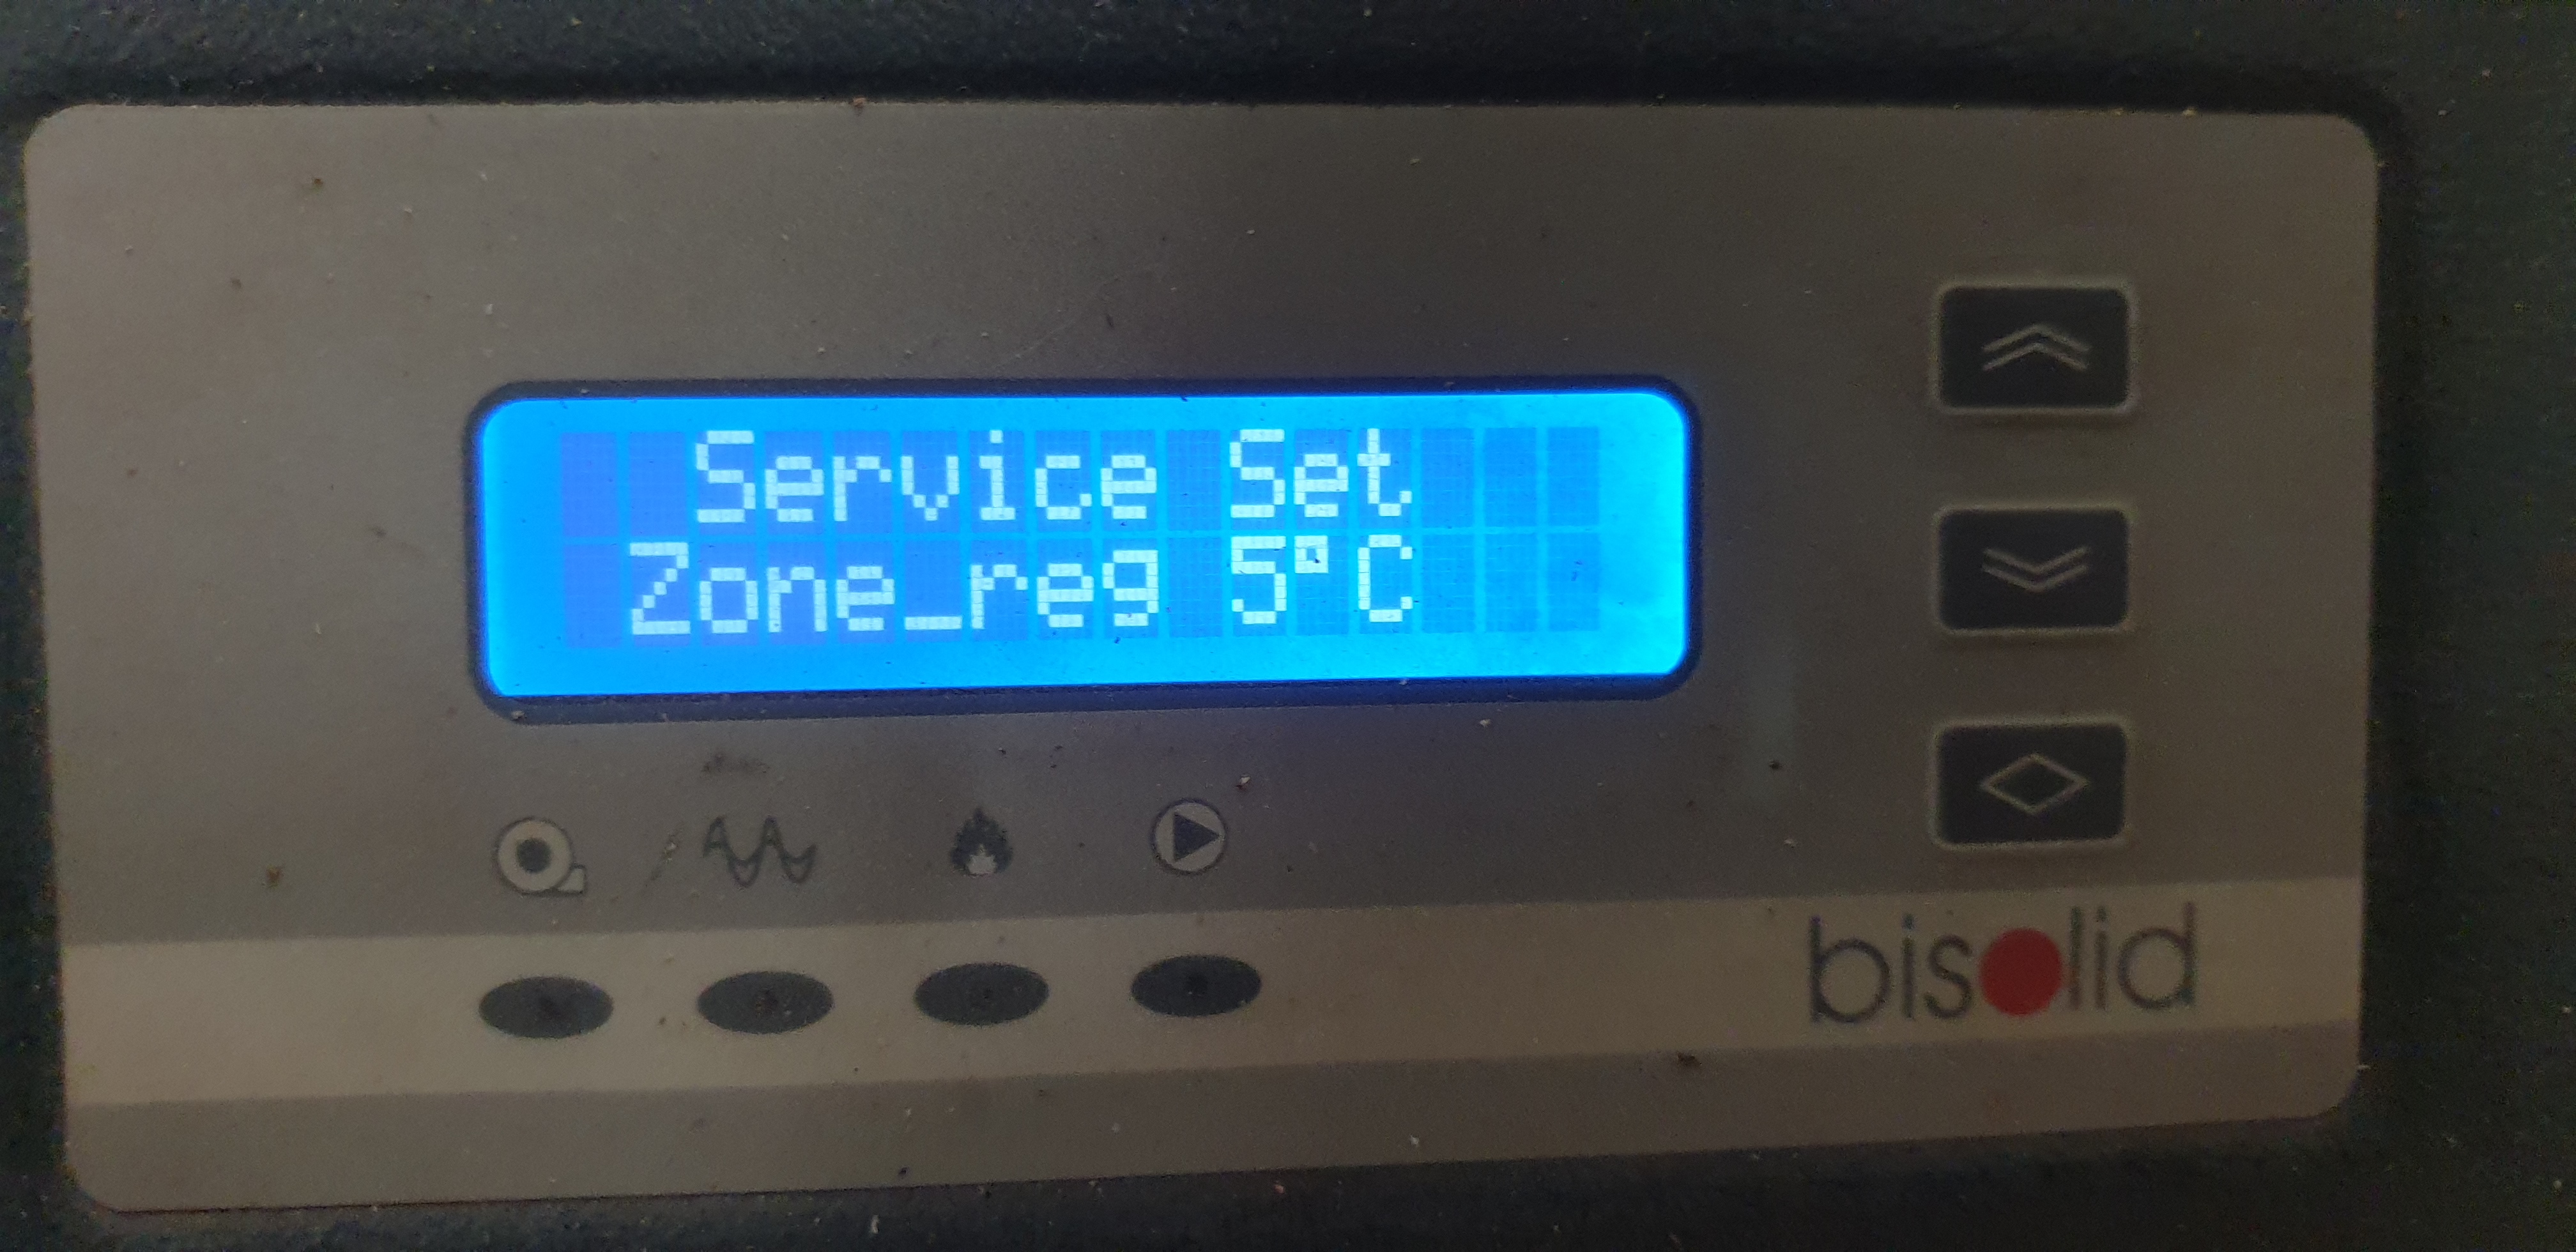 Service Set
Zone_reg 5°C
bisolid